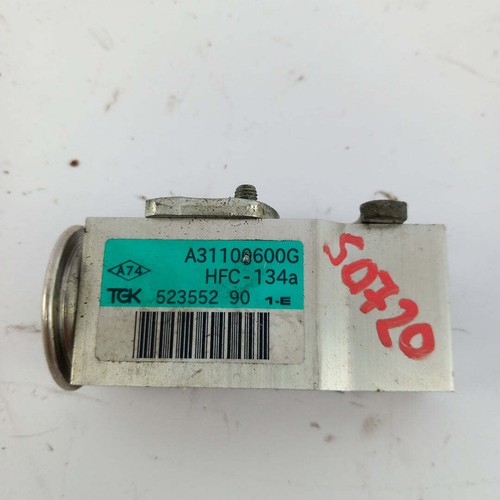 A31100600G
A74
HFC-134a
TGK 523552 90 1-E
50720